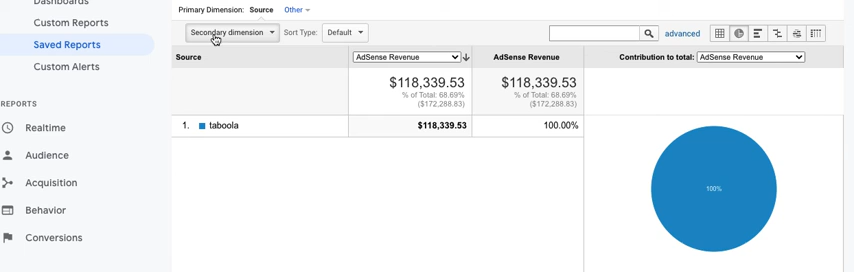 Dashboards
Custom Reports
Saved Reports
Custom Alerts
REPORTS
Realtime
Audience
Acquisition
Behavior
Conversions
Primary Dimension: Source Other
Secondary dimension Sort Type: Default advanced
Source AdSense Revenue AdSense Revenue Contribution to total: AdSense Revenue
$118,339.53 $118,339.53
% of Total: 68.69% % of Total: 68.69%
($172,288.83) ($172,288.83)
1. taboola $118,339.53 100.00%
100%